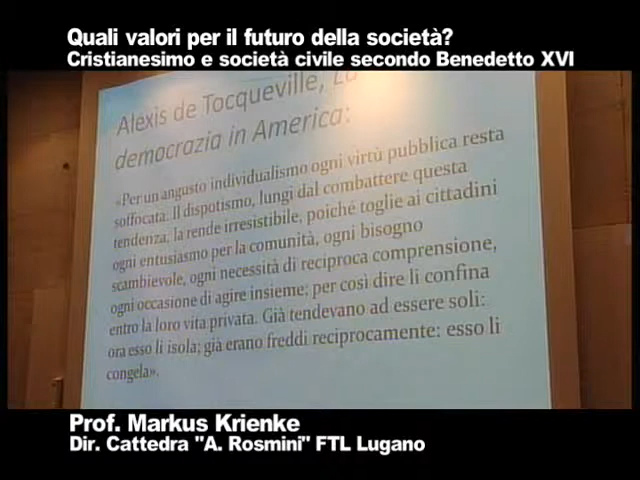 Quali valori per il futuro della società?
Cristianesimo e società civile secondo Benedetto XVI
Alexis de Tocqueville, La
democrazia in America:
«Per un angusto individualismo ogni virtù pubblica resta
soffocata. Il dispotismo, lungi dal combattere questa
tendenza, la rende irresistibile, poiché toglie ai cittadini
ogni entusiasmo per la comunità, ogni bisogno
scambievole, ogni necessità di reciproca comprensione,
ogni occasione di agire insieme; per così dire li confina
entro la loro vita privata. Già tendevano ad essere soli:
ora esso li isola; già erano freddi reciprocamente: esso li
congela».
Prof. Markus Krienke
Dir. Cattedra "A. Rosmini" FTL Lugano